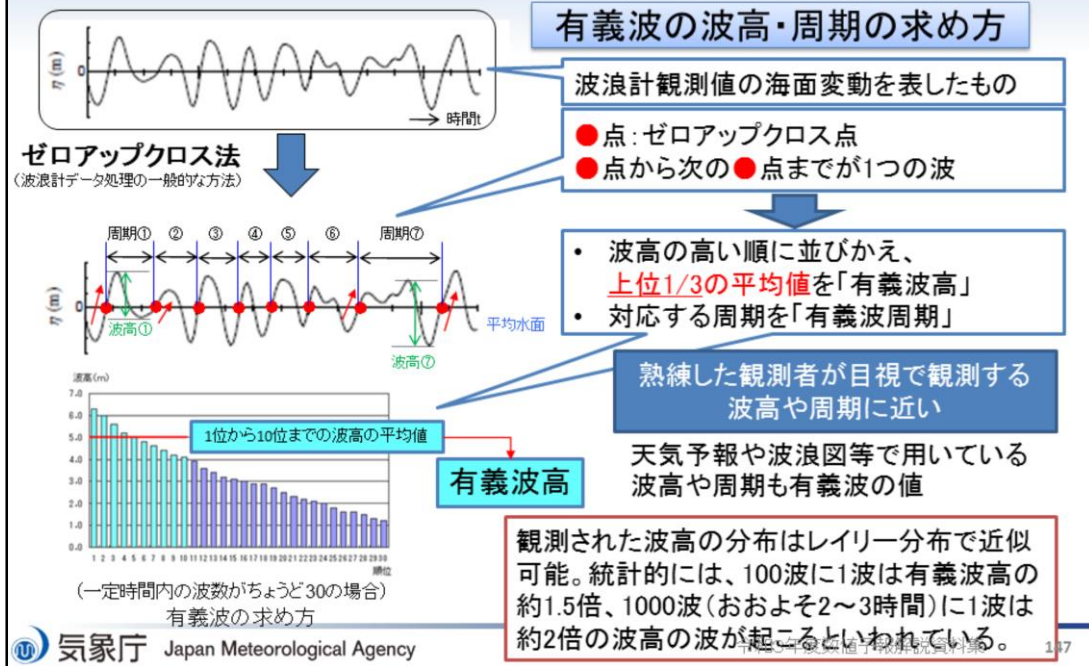 有義波の波高・周期の求め方
η (m)
0
時間t
波浪計観測値の海面変動を表したもの
ゼロアップクロス法
(波浪計データ処理の一般的な方法)
●点：ゼロアップクロス点
●点から次の●点までが1つの波
周期① ② ③ ④ ⑤ ⑥ 周期⑦
η (m)
0
波高①
波高⑦
平均水面
• 波高の高い順に並びかえ、
上位1/3の平均値を「有義波高」
• 対応する周期を「有義波周期」
熟練した観測者が目視で観測する
波高や周期に近い
天気予報や波浪図等で用いている
波高や周期も有義波の値
波高(m)
7.0
6.0
5.0
4.0
3.0
2.0
1.0
0.0
1位から10位までの波高の平均値
有義波高
1 2 3 4 5 6 7 8 9 10 11 12 13 14 15 16 17 18 19 20 21 22 23 24 25 26 27 28 29 30
順位
(一定時間内の波数がちょうど30の場合)
有義波の求め方
観測された波高の分布はレイリー分布で近似
可能。統計的には、100波に1波は有義波高の
約1.5倍、1000波(おおよそ2～3時間)に1波は
約2倍の波高の波が起こるといわれている。
気象庁 Japan Meteorological Agency
令和5年度数値予報解説資料集
147